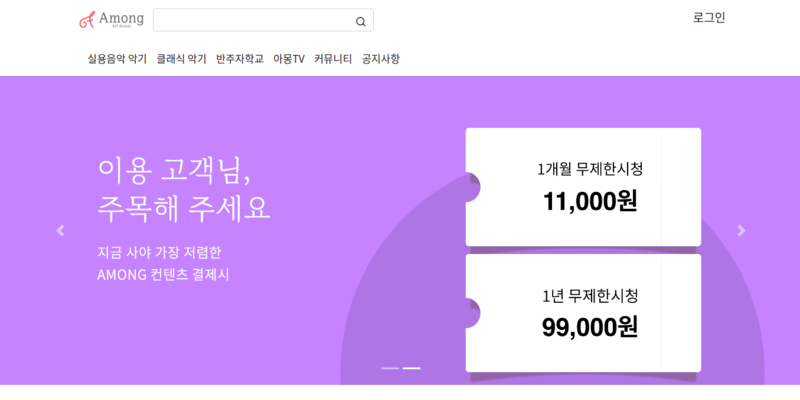 Among
로그인
실용음악 악기 클래식 악기 반주자학교 아몽TV 커뮤니티 공지사항
이용 고객님,
주목해 주세요
지금 사야 가장 저렴한
AMONG 컨텐츠 결제시
1개월 무제한시청
11,000원
1년 무제한시청
99,000원